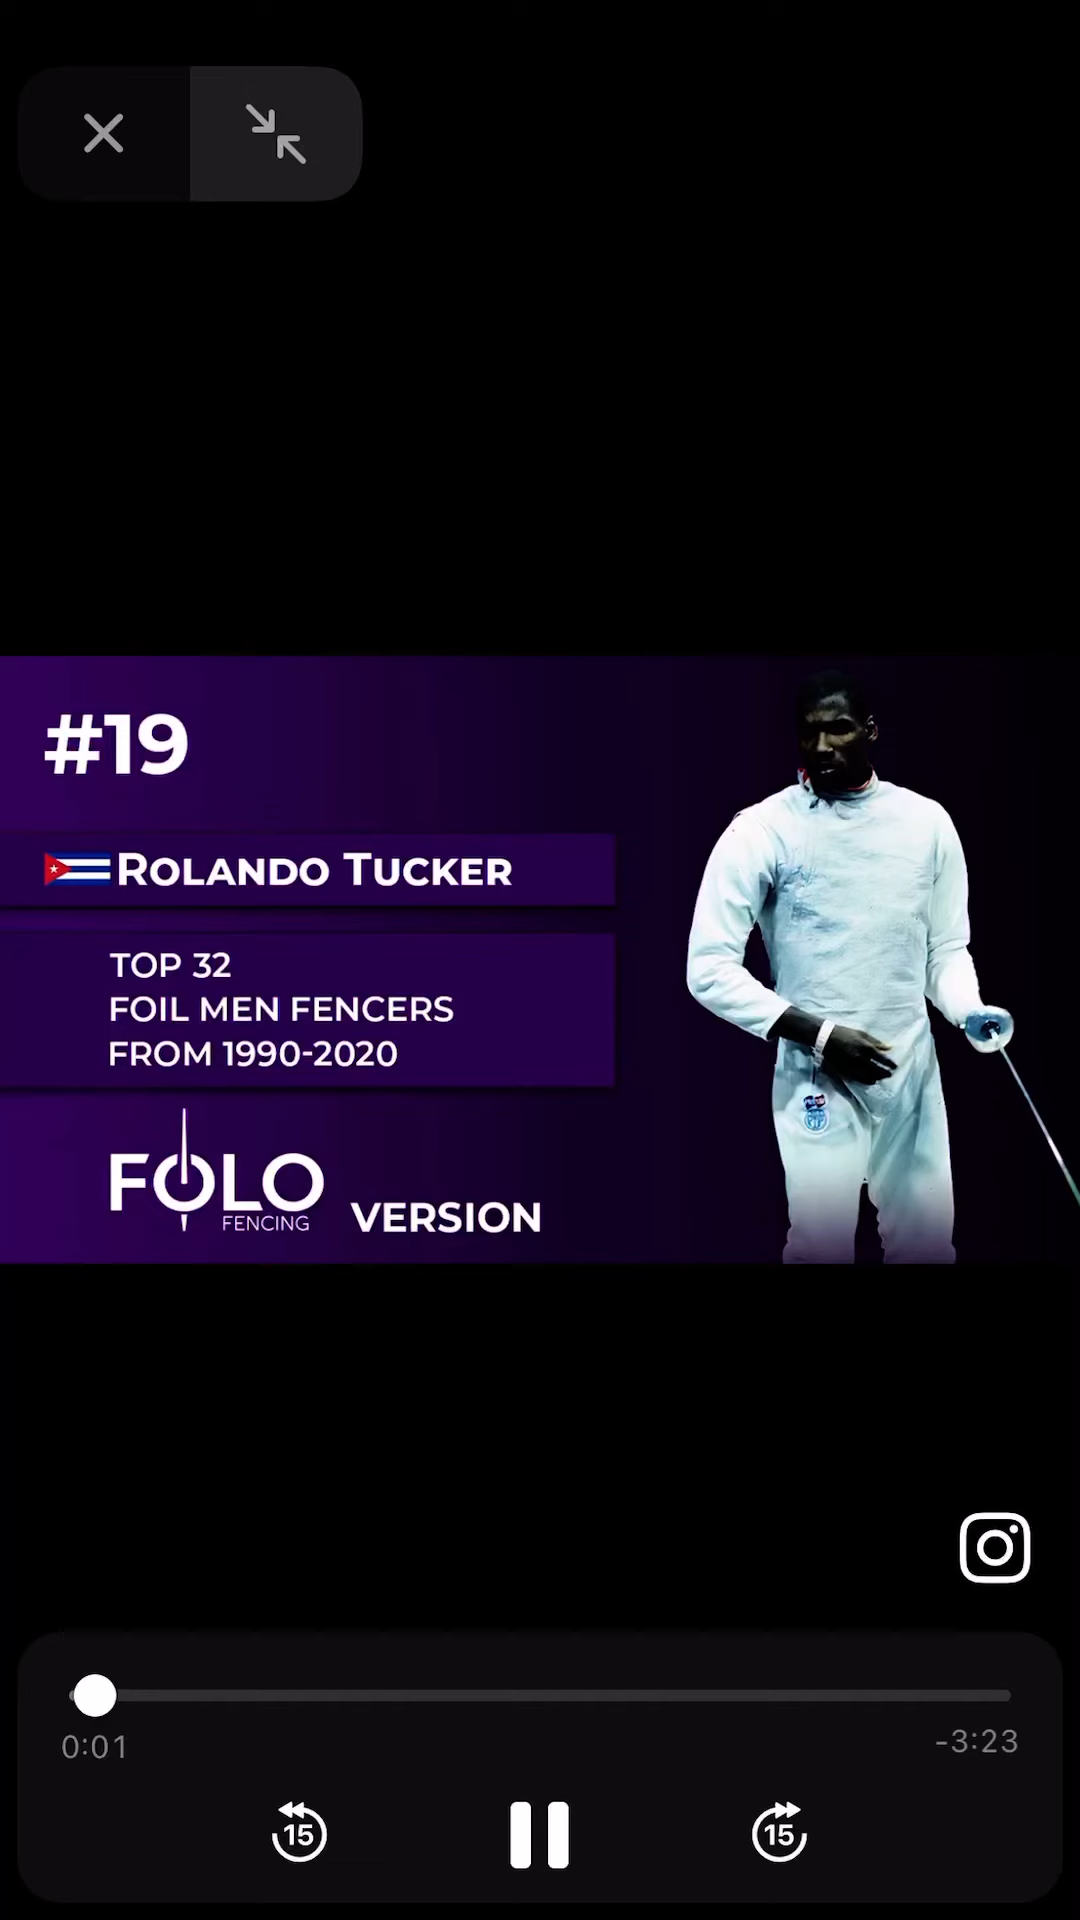 #19
ROLANDO TUCKER
TOP 32
FOIL MEN FENCERS
FROM 1990-2020
FOLO
FENCING
VERSION
0:01
-3:23
15
15